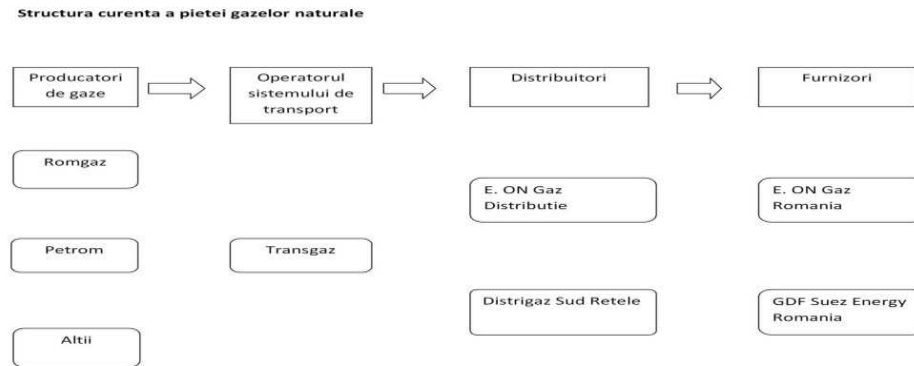 Structura curenta a pietei gazelor naturale
Producatori
de gaze
Operatorul
sistemului de
transport
Distribuitori
Furnizori
Romgaz
E. ON Gaz
Distributie
E. ON Gaz
Romania
Petrom
Transgaz
Distrigaz Sud Retele
GDF Suez Energy
Romania
Altii